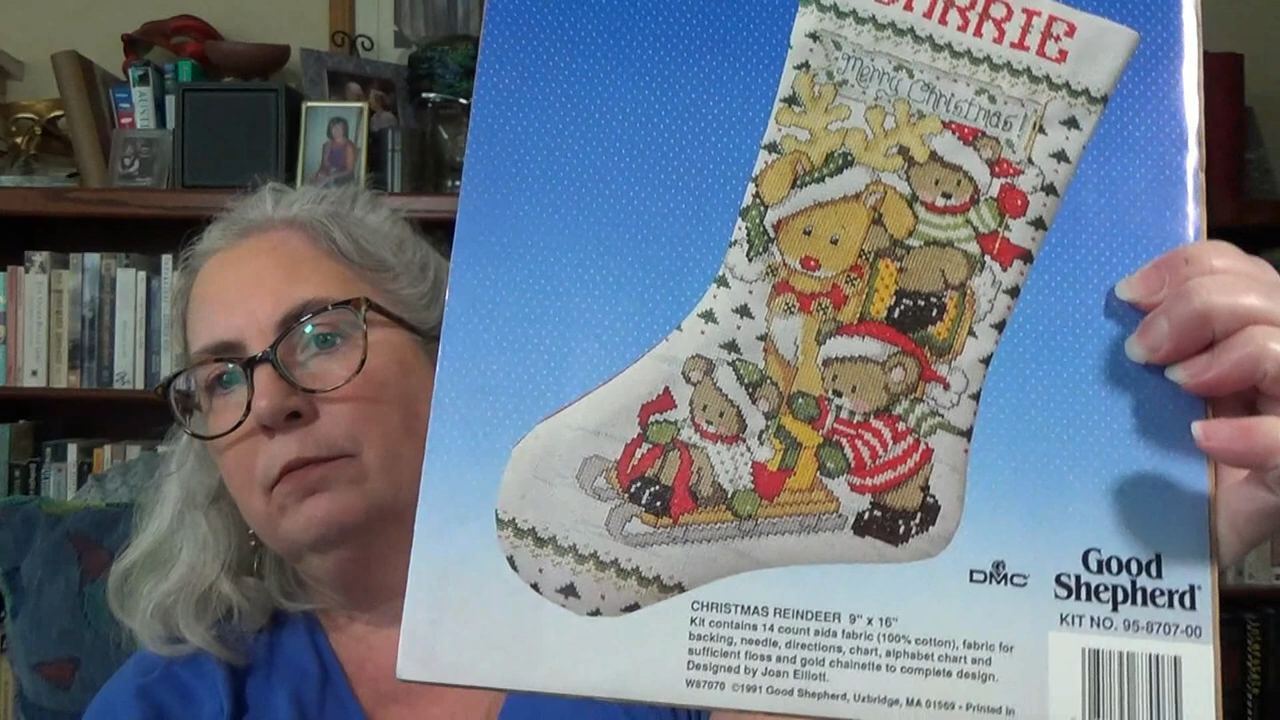 CARRIE
Merry Christmas!
DMC
Good
Shepherd®
KIT NO. 95-8707-00
CHRISTMAS REINDEER 9" x 16"
Kit contains 14 count aida fabric (100% cotton), fabric for
backing, needle, directions, chart, alphabet chart and
sufficient floss and gold chainette to complete design.
Designed by Joan Elliott.
W87070 ©1991 Good Shepherd, Uxbridge, MA 01569 • Printed in